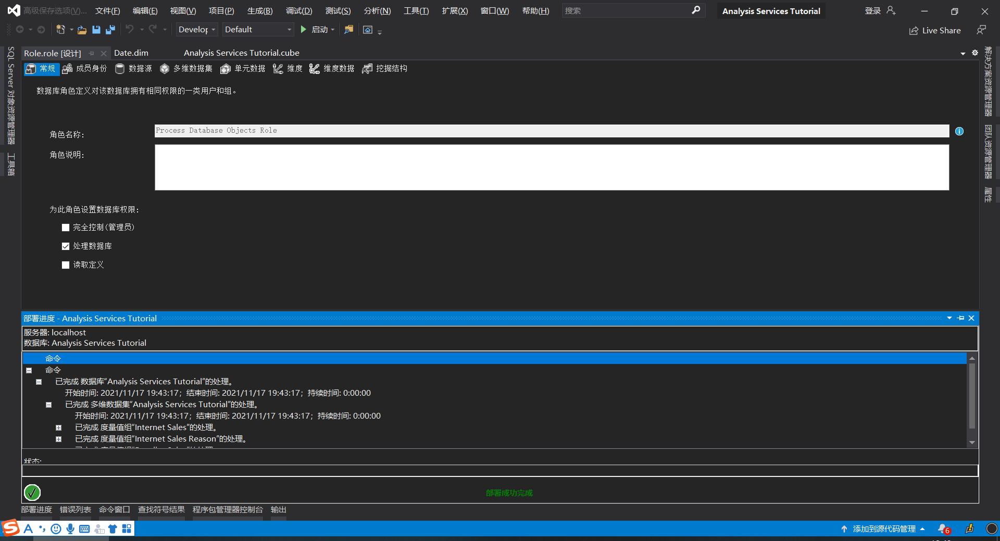 高级保存选项(V)... 文件(F) 编辑(E) 视图(V) 项目(P) 生成(B) 调试(D) 测试(S) 分析(N) 工具(T) 扩展(X) 窗口(W) 帮助(H) 搜索 Analysis Services Tutorial 登录
Develop Default 启动 Live Share
SQL Server 对象资源管理器
工具箱
Role.role [设计] Date.dim Analysis Services Tutorial.cube
常规 成员身份 数据源 多维数据集 单元数据 维度 维度数据 挖掘结构
数据库角色定义对该数据库拥有相同权限的一类用户和组。
角色名称: Process Database Objects Role
角色说明:
为此角色设置数据库权限:
完全控制(管理员)
处理数据库
读取定义
解决方案资源管理器
团队资源管理器
属性
部署进度 - Analysis Services Tutorial
服务器: localhost
数据库: Analysis Services Tutorial
命令
命令
已完成 数据库“Analysis Services Tutorial”的处理。
开始时间: 2021/11/17 19:43:17；结束时间: 2021/11/17 19:43:17；持续时间: 0:00:00
已完成 多维数据集“Analysis Services Tutorial”的处理。
开始时间: 2021/11/17 19:43:17；结束时间: 2021/11/17 19:43:17；持续时间: 0:00:00
已完成 度量值组“Internet Sales”的处理。
已完成 度量值组“Internet Sales Reason”的处理。
状态:
部署成功完成
部署进度 错误列表 命令窗口 查找符号结果 程序包管理器控制台 输出
S A 添加到源代码管理 6